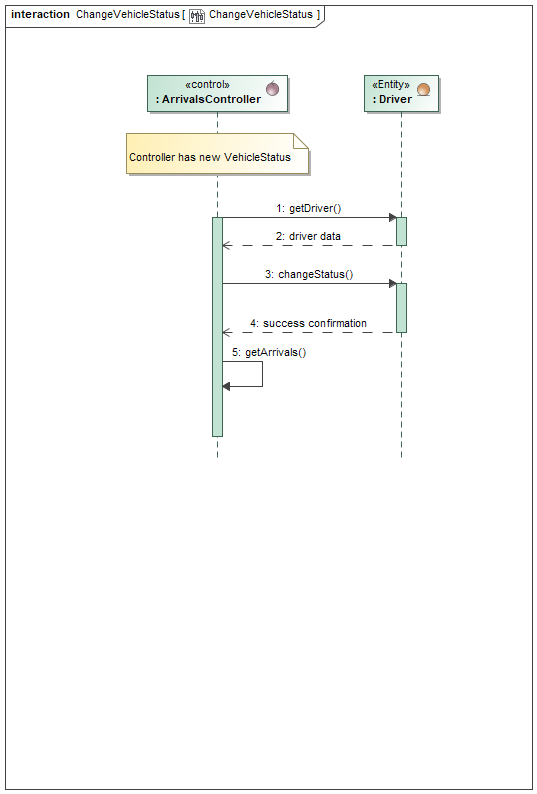 interaction ChangeVehicleStatus [ ChangeVehicleStatus ]
«control»
: ArrivalsController
«Entity»
: Driver
Controller has new VehicleStatus
1: getDriver()
2: driver data
3: changeStatus()
4: success confirmation
5: getArrivals()